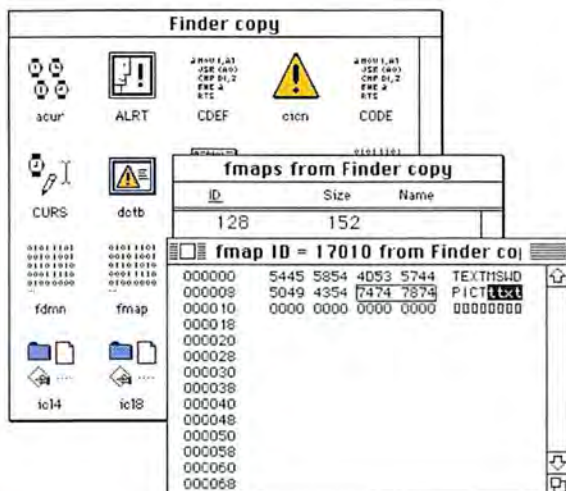 Finder copy
acur
ALRT
CDEF
cicn
CODE
CURS
dctb
fdmn
fmap
icl4
icl8
fmaps from Finder copy
ID Size Name
128 152
fmap ID = 17010 from Finder co
000000 5445 5854 4D53 5744 TEXTMSWD
000008 5049 4354 7474 7874 PICTttxt
000010 0000 0000 0000 0000 □□□□□□□□
000018
000020
000028
000030
000038
000040
000048
000050
000058
000060
000068